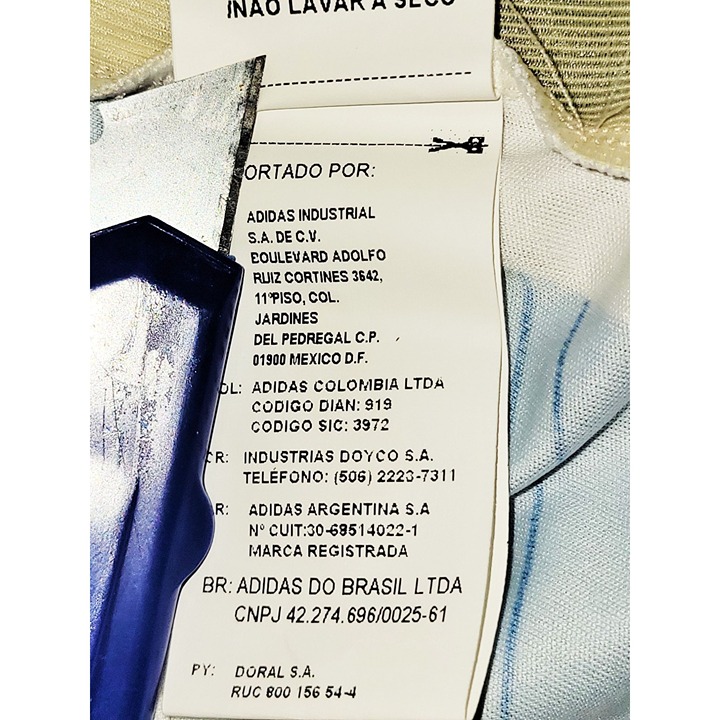 NAO LAVAR A SECO
ORTADO POR:
ADIDAS INDUSTRIAL
S.A. DE C.V.
BOULEVARD ADOLFO
RUIZ CORTINES 3642,
11°PISO, COL.
JARDINES
DEL PEDREGAL C.P.
01900 MEXICO D.F.
OL: ADIDAS COLOMBIA LTDA
CODIGO DIAN: 919
CODIGO SIC: 3972
CR: INDUSTRIAS DOYCO S.A.
TELÉFONO: (506) 2223-7311
R: ADIDAS ARGENTINA S.A
N° CUIT:30-69514022-1
MARCA REGISTRADA
BR: ADIDAS DO BRASIL LTDA
CNPJ 42.274.696/0025-61
PY: DORAL S.A.
RUC 800 156 54-4